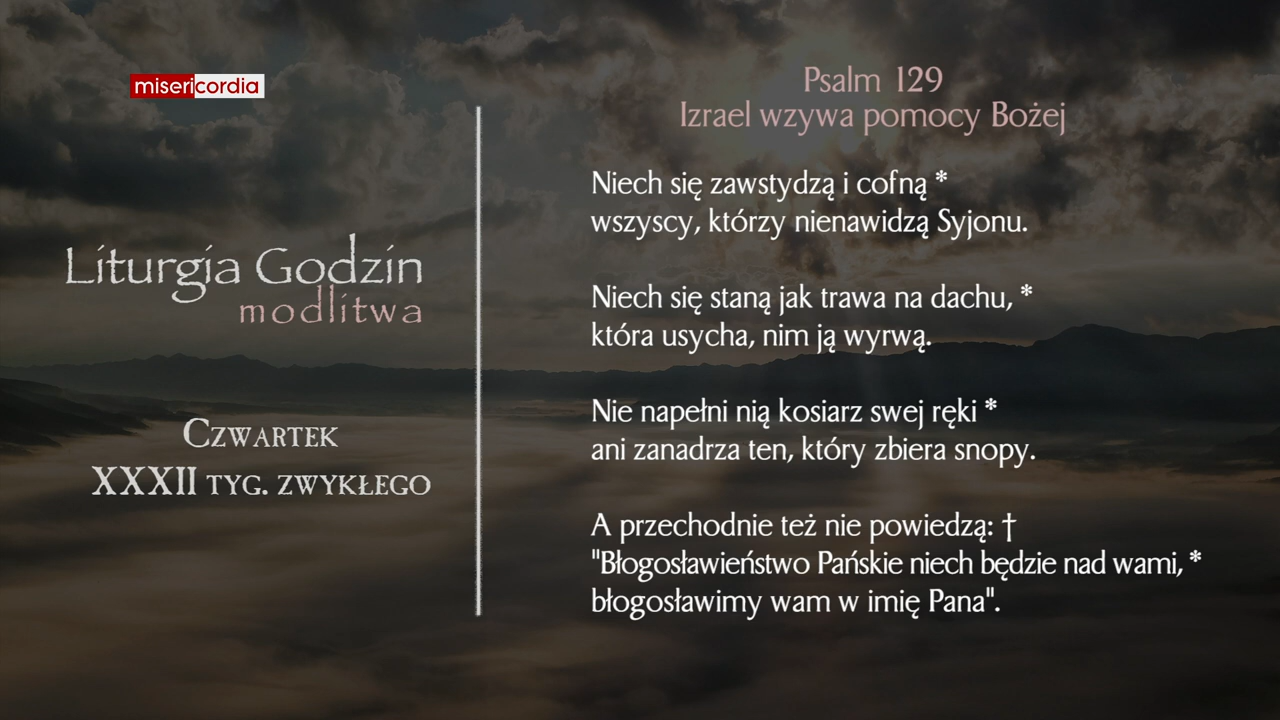 misericordia
Liturgia Godzin
modlitwa
Czwartek
XXXII tyg. zwykłego
Psalm 129
Izrael wzywa pomocy Bożej
Niech się zawstydzą i cofną *
wszyscy, którzy nienawidzą Syjonu.
Niech się staną jak trawa na dachu, *
która usycha, nim ją wyrwą.
Nie napełni nią kosiarz swej ręki *
ani zanadrza ten, który zbiera snopy.
A przechodnie też nie powiedzą: †
"Błogosławieństwo Pańskie niech będzie nad wami, *
błogosławimy wam w imię Pana".